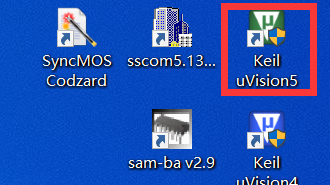 SyncMOS
Codzard
sscom5.13...
Keil
uVision5
sam-ba v2.9
Keil
uVision4